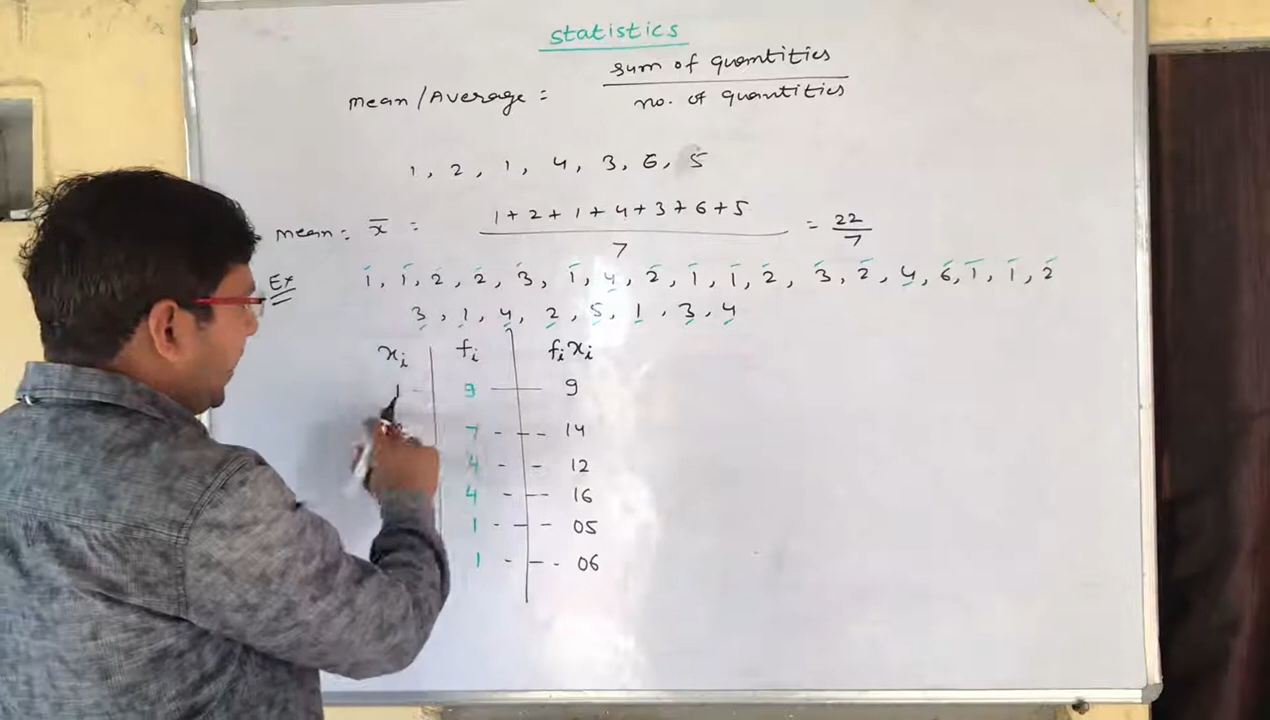 statistics
mean/Average = sum of quantities
no. of quantities
1, 2, 1, 4, 3, 6, 5
mean = x̄ = 1+2+1+4+3+6+5 / 7 = 22/7
Ex 1, 1, 2, 2, 3, 1, 4, 2, 1, 1, 2, 3, 2, 4, 6, 1, 1, 2
3, 1, 4, 2, 5, 1, 3, 4
xᵢ fᵢ fᵢxᵢ
1 - 9 — 9
7 - - - 14
4 - - 12
4 - - - 16
1 - - - 05
1 - - - 06